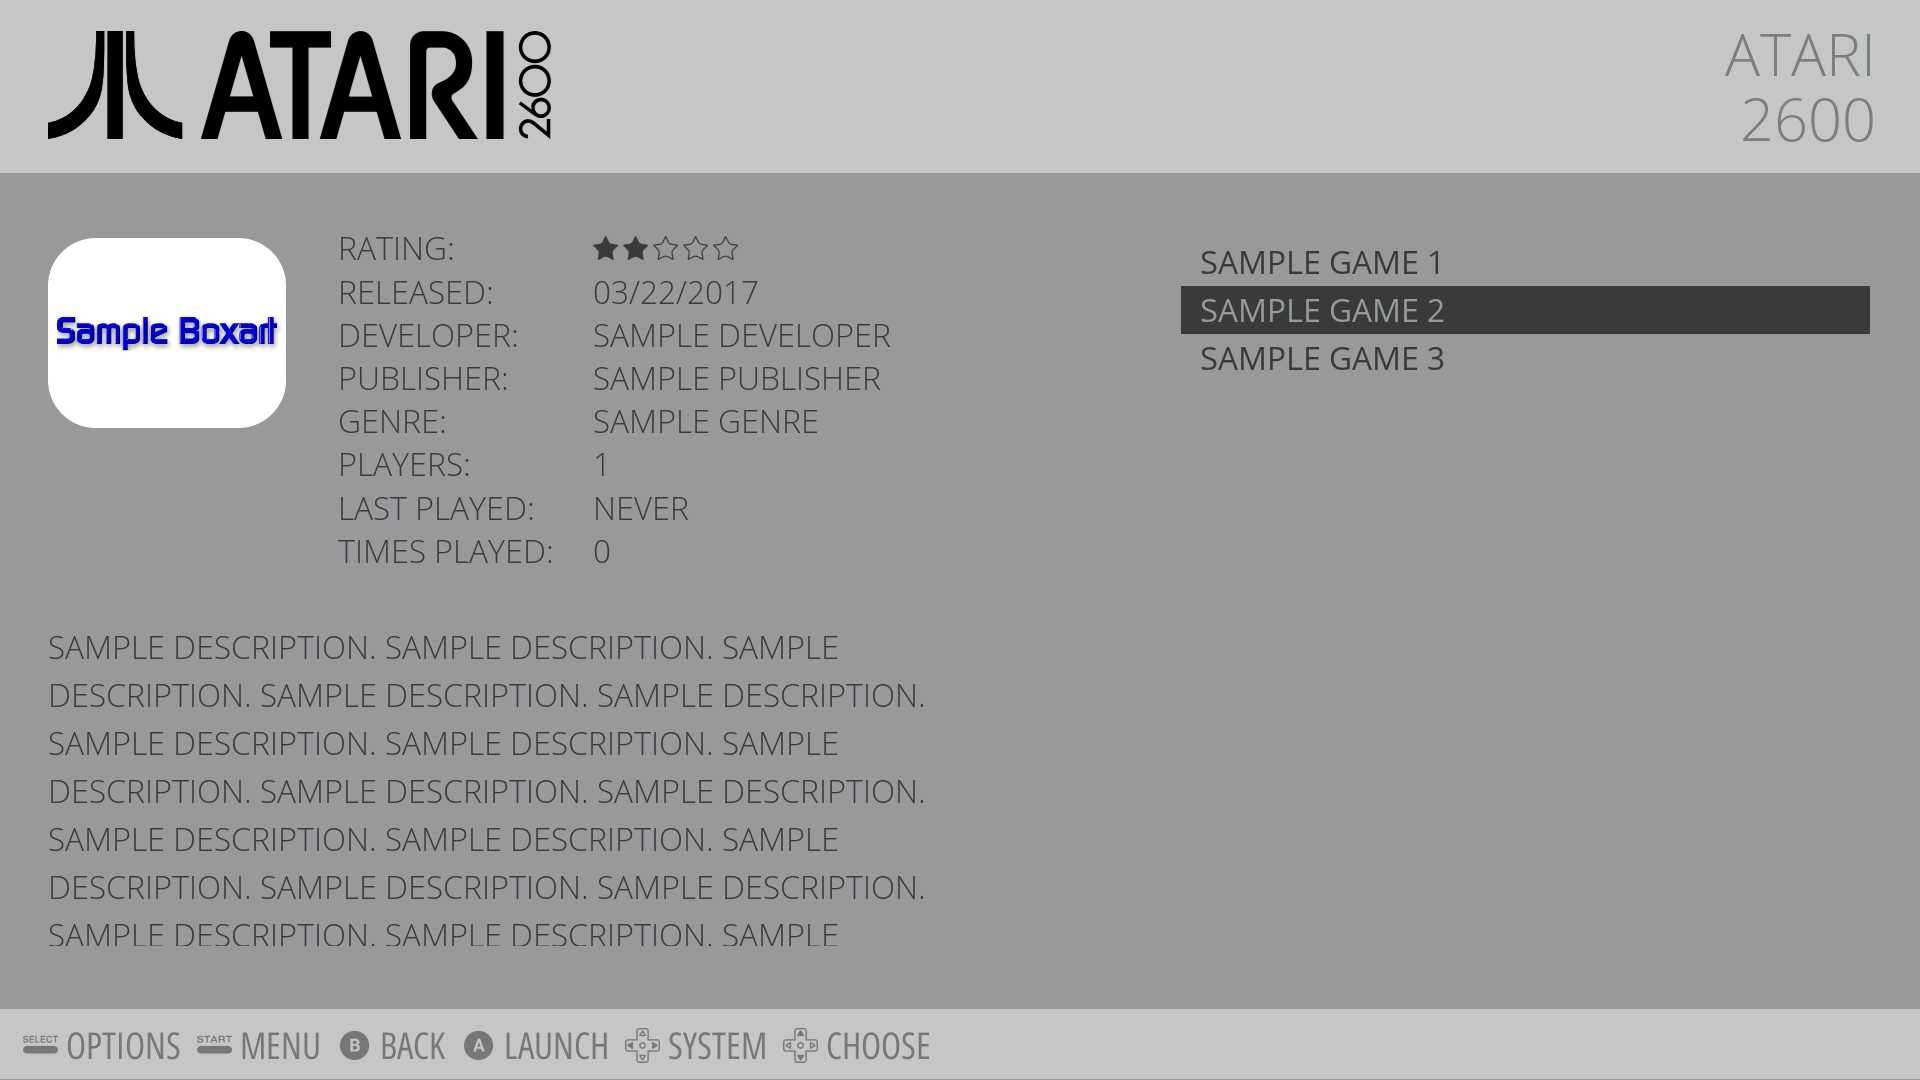 ATARI 2600
ATARI
2600
Sample Boxart
RATING:
RELEASED: 03/22/2017
DEVELOPER: SAMPLE DEVELOPER
PUBLISHER: SAMPLE PUBLISHER
GENRE: SAMPLE GENRE
PLAYERS: 1
LAST PLAYED: NEVER
TIMES PLAYED: 0
SAMPLE DESCRIPTION. SAMPLE DESCRIPTION. SAMPLE
DESCRIPTION. SAMPLE DESCRIPTION. SAMPLE DESCRIPTION.
SAMPLE DESCRIPTION. SAMPLE DESCRIPTION. SAMPLE
DESCRIPTION. SAMPLE DESCRIPTION. SAMPLE DESCRIPTION.
SAMPLE DESCRIPTION. SAMPLE DESCRIPTION. SAMPLE
DESCRIPTION. SAMPLE DESCRIPTION. SAMPLE DESCRIPTION.
SAMPLE DESCRIPTION. SAMPLE DESCRIPTION. SAMPLE
SAMPLE GAME 1
SAMPLE GAME 2
SAMPLE GAME 3
SELECT OPTIONS START MENU B BACK A LAUNCH SYSTEM CHOOSE